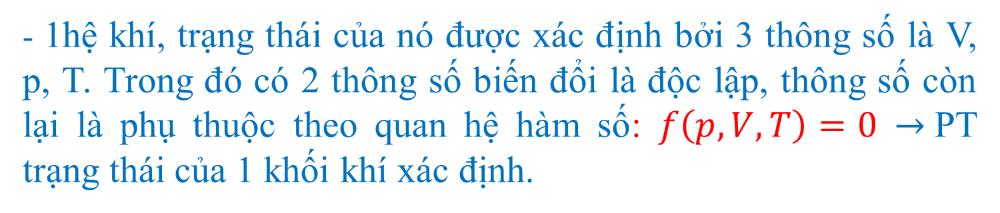 - 1hệ khí, trạng thái của nó được xác định bởi 3 thông số là V,
p, T. Trong đó có 2 thông số biến đổi là độc lập, thông số còn
lại là phụ thuộc theo quan hệ hàm số: f(p,V,T) = 0 → PT
trạng thái của 1 khối khí xác định.